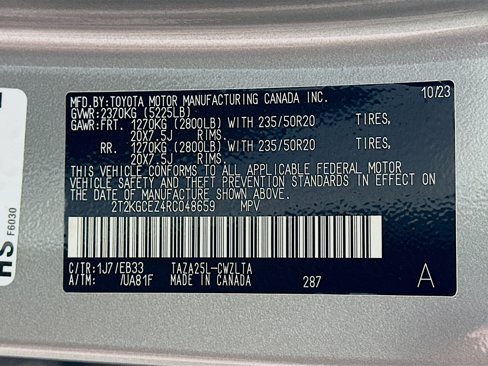 MFD.BY:TOYOTA MOTOR MANUFACTURING CANADA INC. 10/23
GVWR:2370KG (5225LB)
GAWR:FRT. 1270KG (2800LB) WITH 235/50R20 TIRES,
20X7.5J RIMS.
RR. 1270KG (2800LB) WITH 235/50R20 TIRES,
20X7.5J RIMS.
THIS VEHICLE CONFORMS TO ALL APPLICABLE FEDERAL MOTOR
VEHICLE SAFETY AND THEFT PREVENTION STANDARDS IN EFFECT ON
THE DATE OF MANUFACTURE SHOWN ABOVE.
2T2KGCEZ4RC048659 MPV
C/TR:1J7/EB33 TAZA25L-CWZLTA
A/TM: /UA81F MADE IN CANADA 287 A
HS F6030